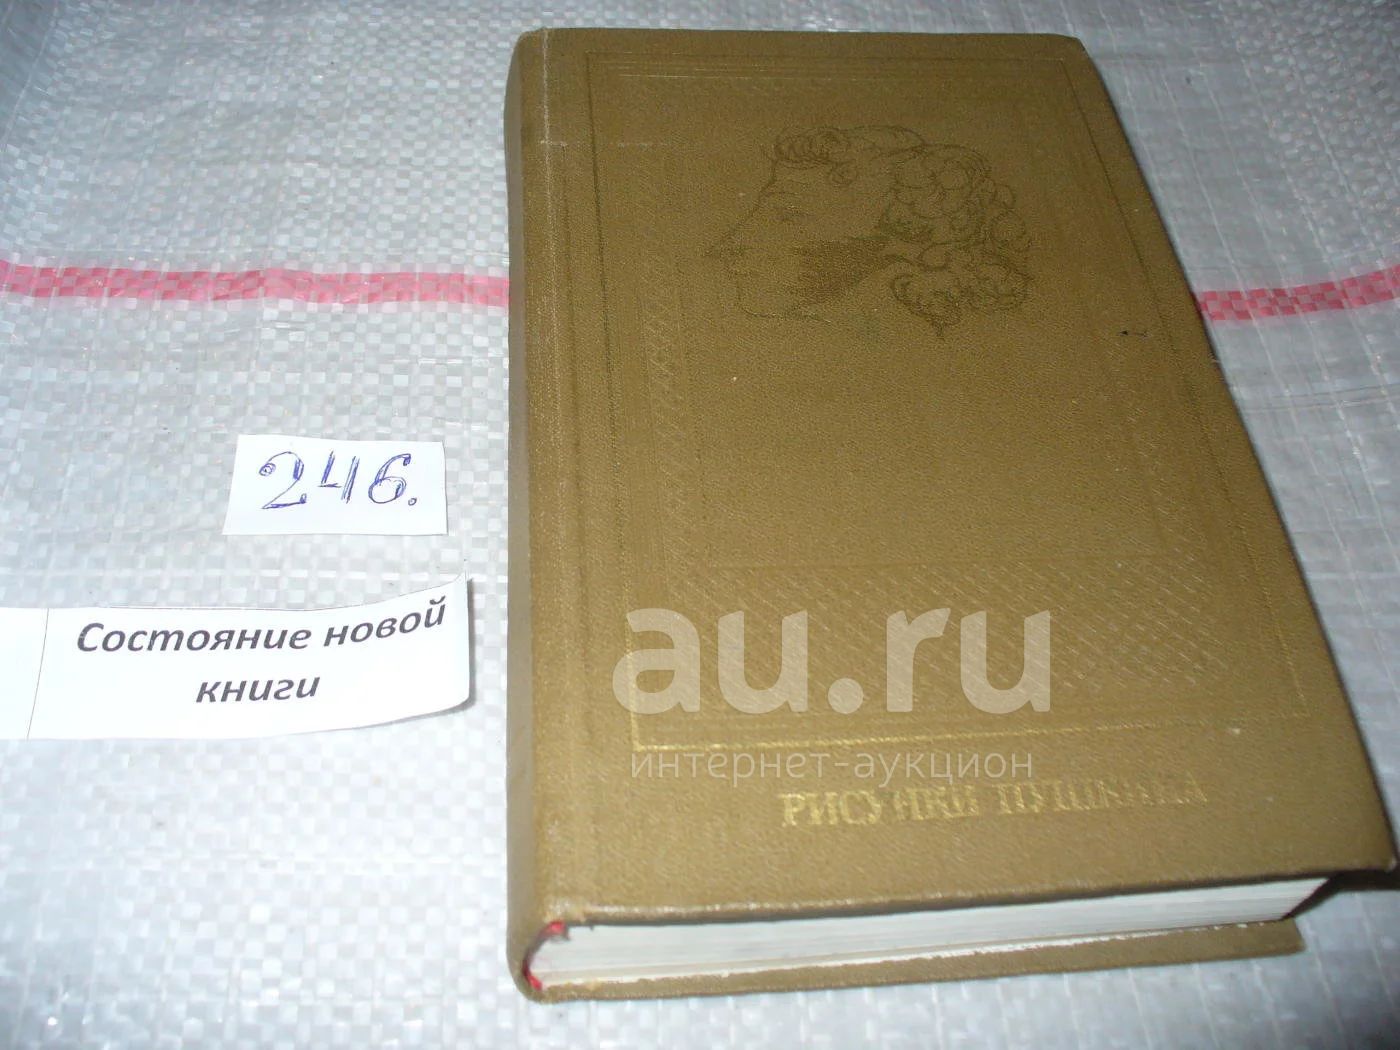 246.
Состояние новой
книги
au.ru
интернет-аукцион
РИСУНКИ ПУШКИНА